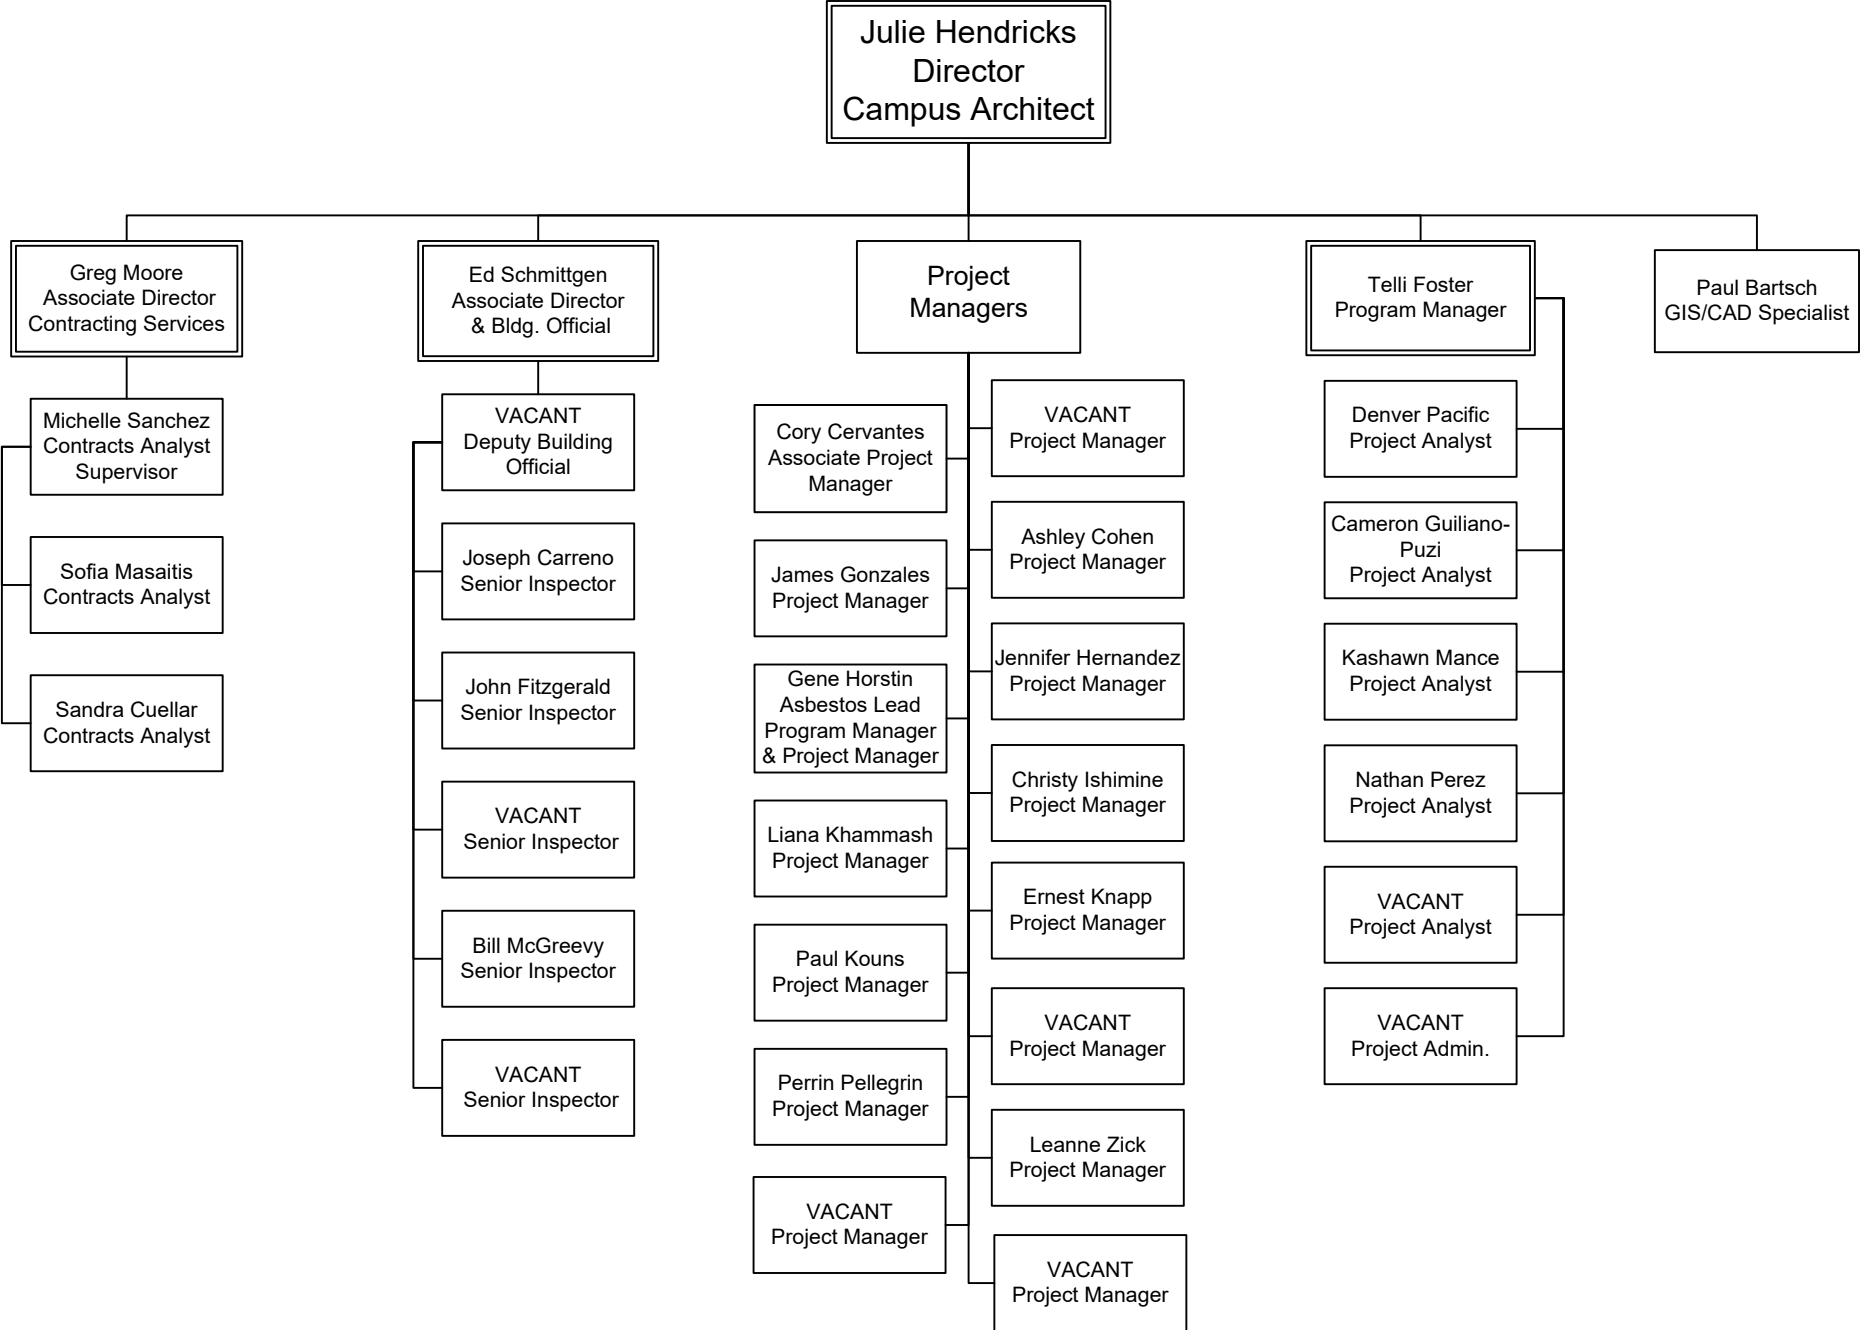 Julie Hendricks
Director
Campus Architect
Greg Moore
Associate Director
Contracting Services
Michelle Sanchez
Contracts Analyst
Supervisor
Sofia Masaitis
Contracts Analyst
Sandra Cuellar
Contracts Analyst
Ed Schmittgen
Associate Director
& Bldg. Official
VACANT
Deputy Building
Official
Joseph Carreno
Senior Inspector
John Fitzgerald
Senior Inspector
VACANT
Senior Inspector
Bill McGreevy
Senior Inspector
VACANT
Senior Inspector
Project
Managers
Cory Cervantes
Associate Project
Manager
James Gonzales
Project Manager
Gene Horstin
Asbestos Lead
Program Manager
& Project Manager
Liana Khammash
Project Manager
Paul Kouns
Project Manager
Perrin Pellegrin
Project Manager
VACANT
Project Manager
VACANT
Project Manager
Ashley Cohen
Project Manager
Jennifer Hernandez
Project Manager
Christy Ishimine
Project Manager
Ernest Knapp
Project Manager
VACANT
Project Manager
Leanne Zick
Project Manager
VACANT
Project Manager
Telli Foster
Program Manager
Denver Pacific
Project Analyst
Cameron Guiliano-
Puzi
Project Analyst
Kashawn Mance
Project Analyst
Nathan Perez
Project Analyst
VACANT
Project Analyst
VACANT
Project Admin.
Paul Bartsch
GIS/CAD Specialist